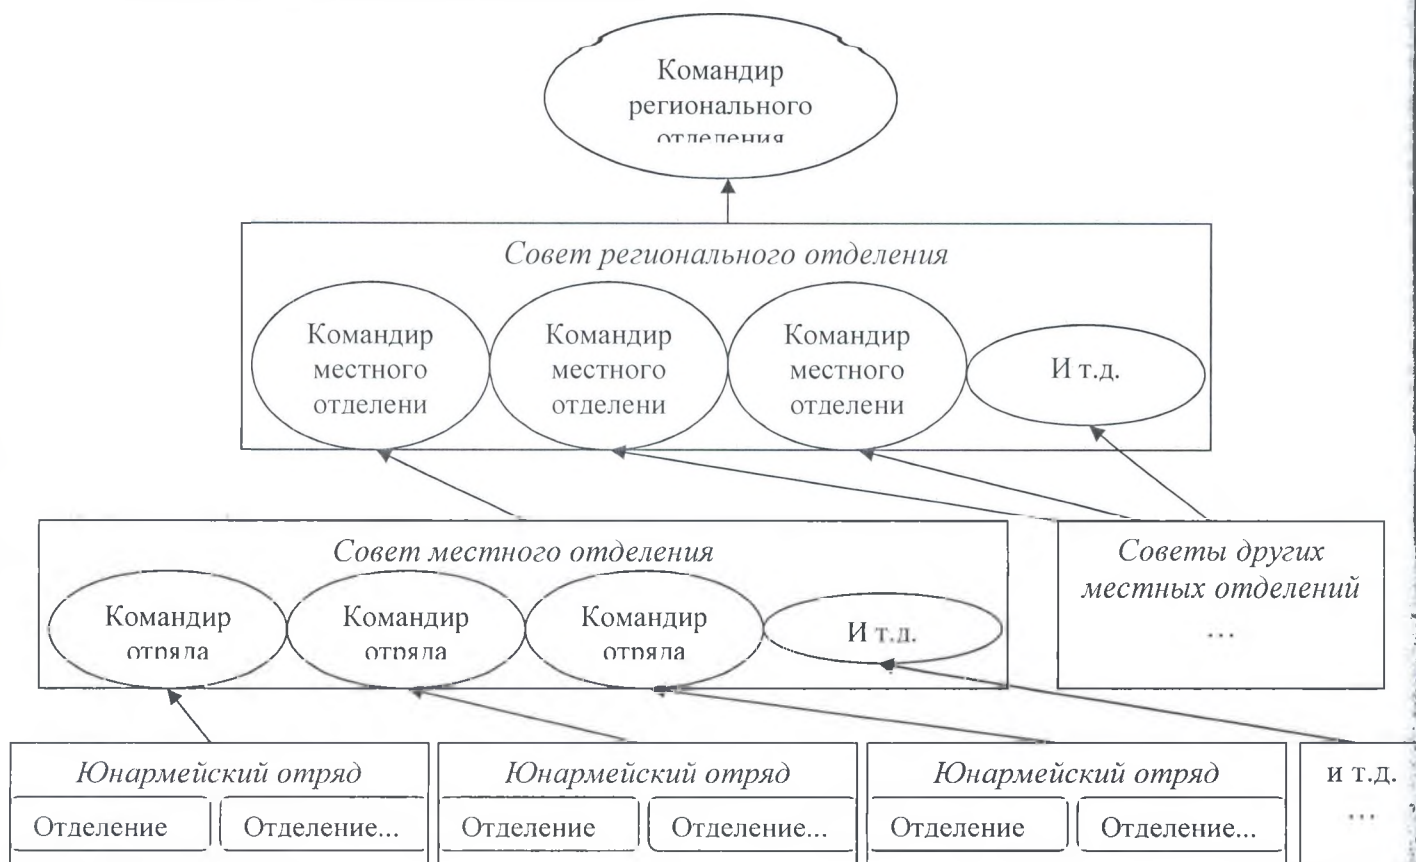 Командир
регионального
отделения
Совет регионального отделения
Командир
местного
отделени
Командир
местного
отделени
Командир
местного
отделени
И т.д.
Совет местного отделения
Командир
отряда
Командир
отряда
Командир
отряда
И т.д.
Советы других
местных отделений
...
Юнармейский отряд
Отделение
Отделение...
Юнармейский отряд
Отделение
Отделение...
Юнармейский отряд
Отделение
Отделение...
и т.д.
...